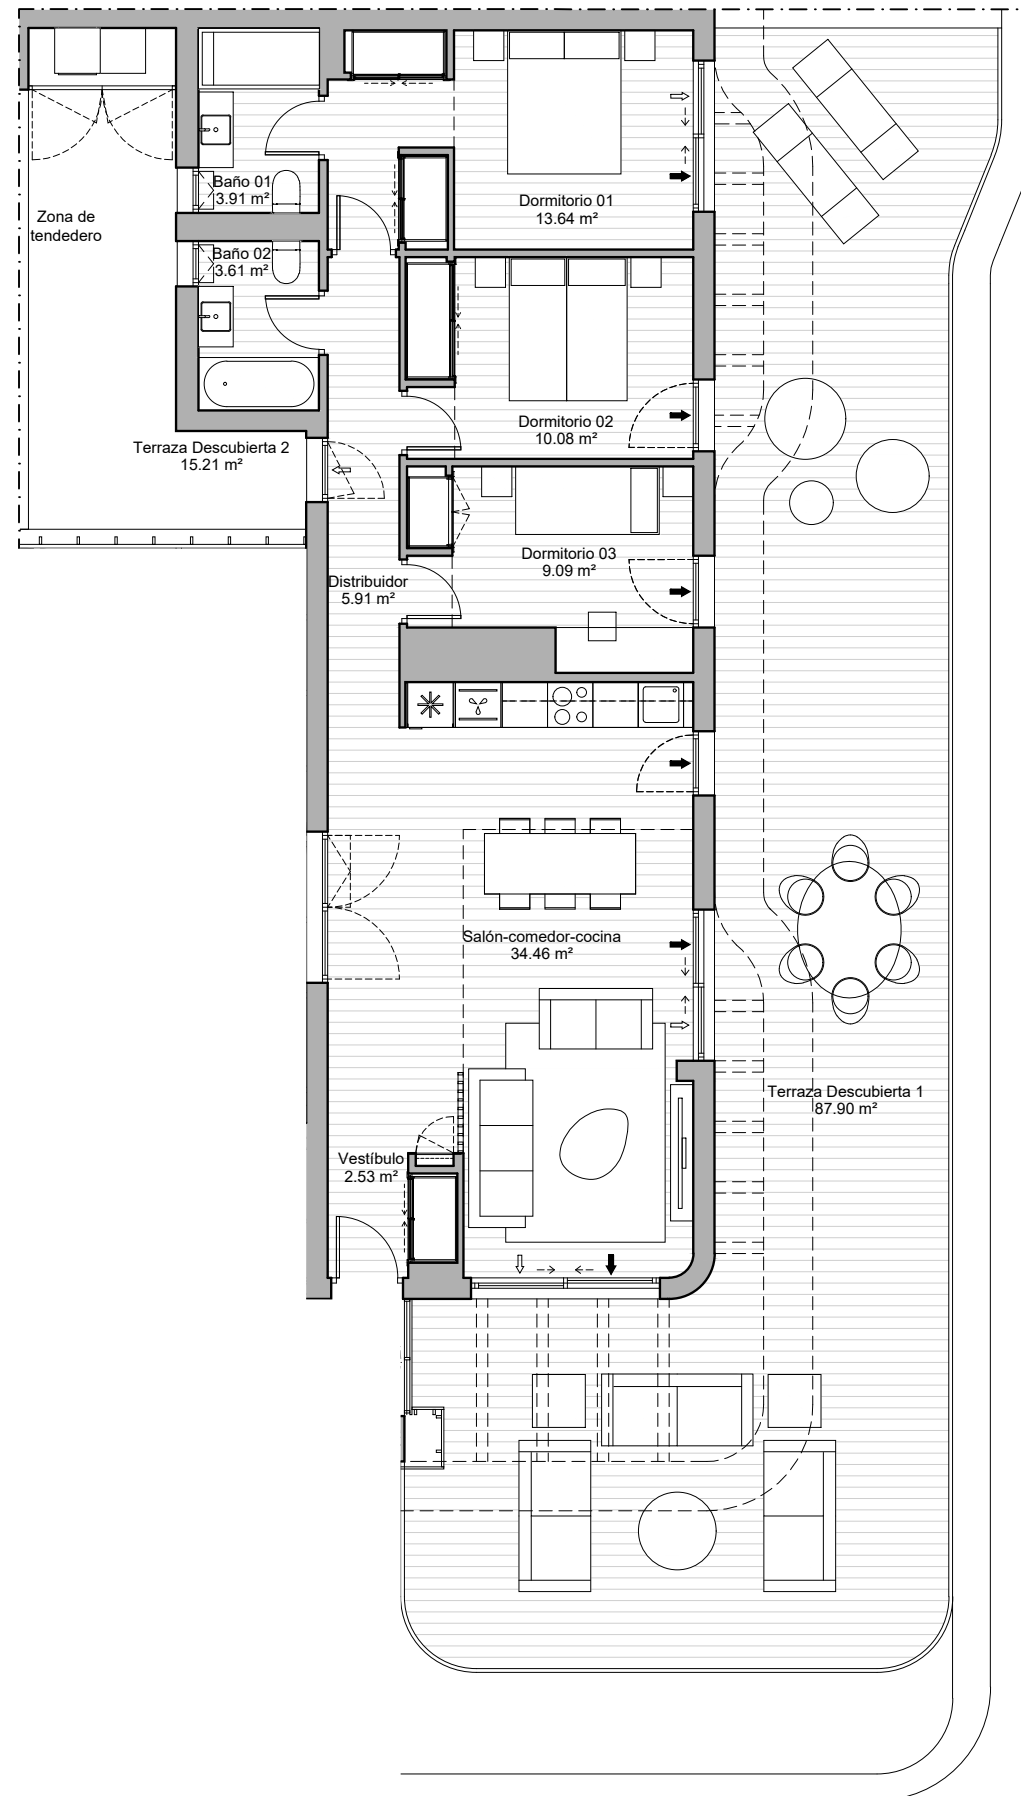 Baño 01
3.91 m²
Dormitorio 01
13.64 m²
Zona de
tendedero
Baño 02
3.61 m²
Dormitorio 02
10.08 m²
Terraza Descubierta 2
15.21 m²
Dormitorio 03
9.09 m²
Distribuidor
5.91 m²
Salón-comedor-cocina
34.46 m²
Terraza Descubierta 1
87.90 m²
Vestíbulo
2.53 m²